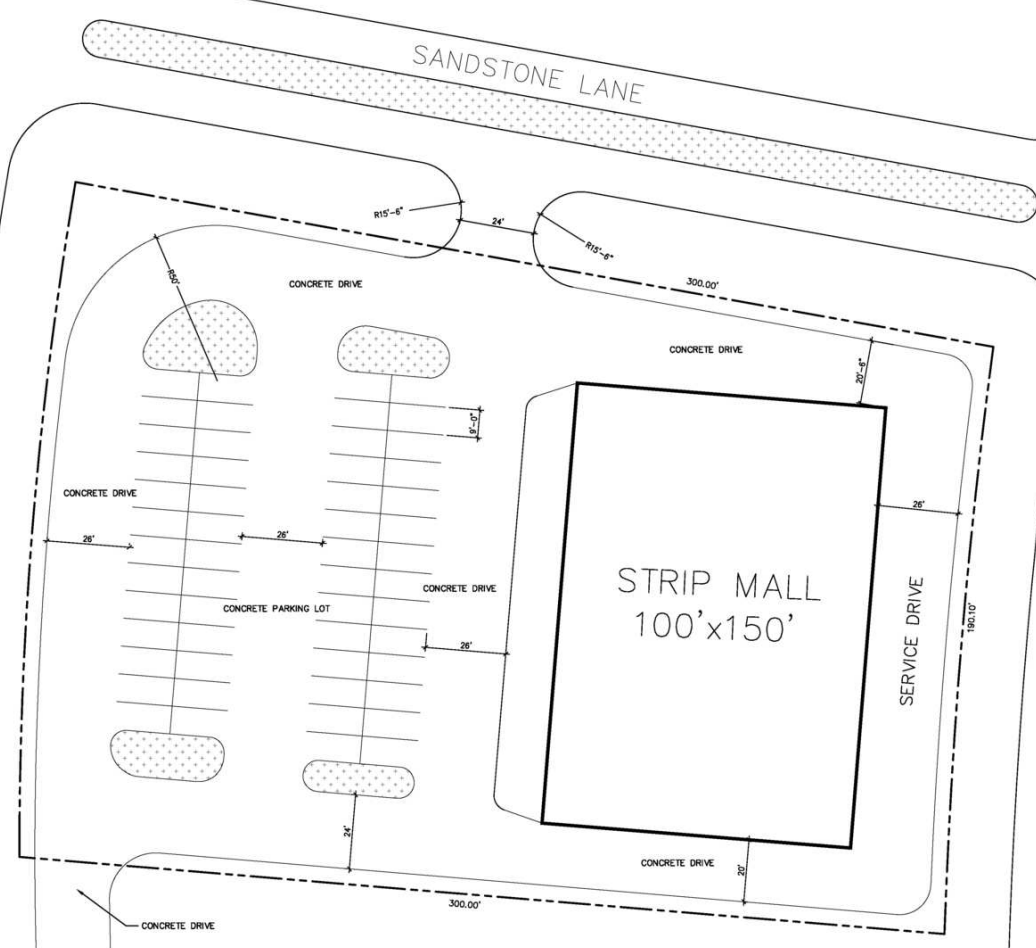 SANDSTONE LANE
R15'-6"
24'
R15'-6"
R50'
CONCRETE DRIVE
300.00'
CONCRETE DRIVE
20'-6"
9'-0"
CONCRETE DRIVE
26'
26'
26'
CONCRETE DRIVE
STRIP MALL
100'x150'
CONCRETE PARKING LOT
26'
SERVICE DRIVE
190.10'
24'
CONCRETE DRIVE
20'
300.00'
CONCRETE DRIVE